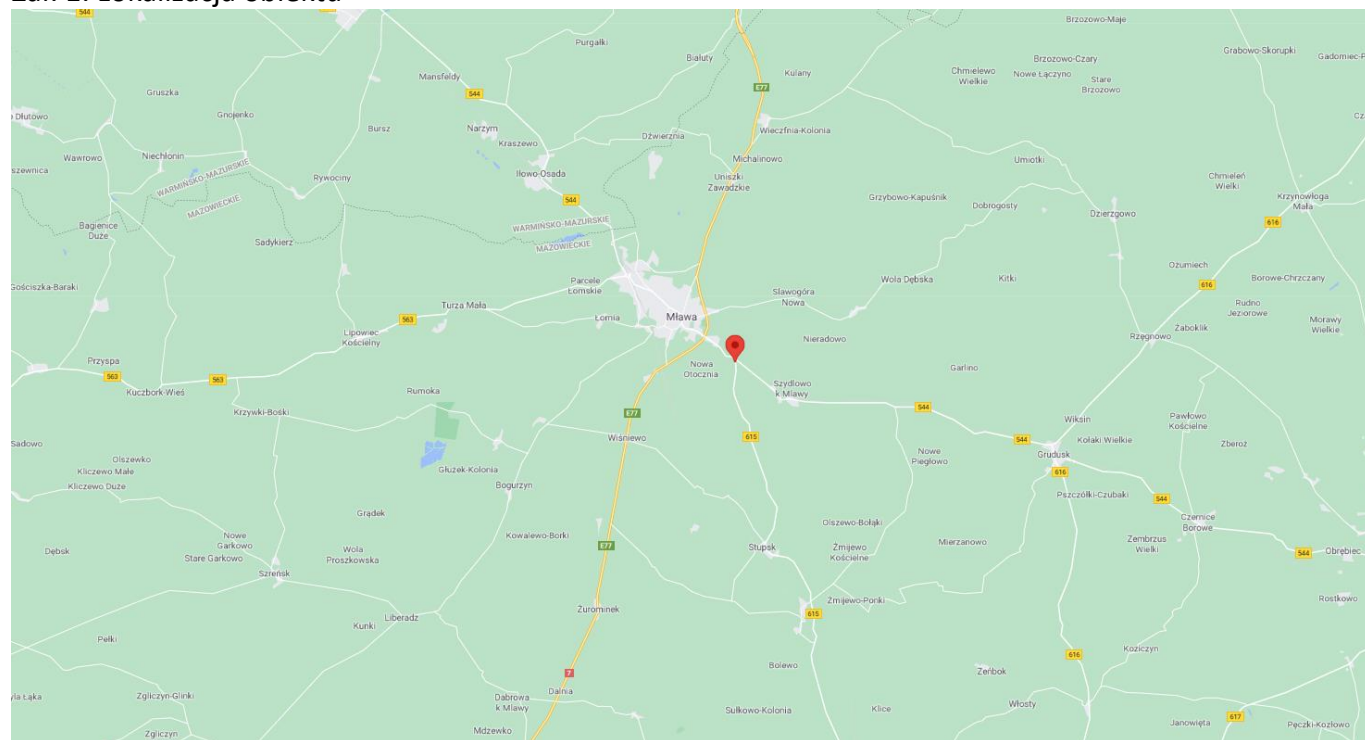 544
Brzozowo-Maje
Purgałki
Białuty
Grabowo-Skorupki
Brzozowo-Czary
Kulany
Chmielewo
Wielkie
Nowe Łączyno
Stare
Brzozowo
Mansfeldy
E77
544
Gruszka
Gnojenko
Dłutowo
Bursz
Narzym
Kraszewo
Dźwierznia
Wieczfnia-Kolonia
Wawrowo
Niechłonin
Michalinowo
Umiotki
WARMIŃSKO-MAZURSKIE
MAZOWIECKIE
Rywociny
Iłowo-Osada
Uniszki
Zawadzkie
Chmieleń
Wielki
544
Grzybowo-Kapuśnik
Dobrogosty
Dzierzgowo
Krzynowłoga
Mała
616
Bagienice
Duże
WARMIŃSKO-MAZURSKIE
MAZOWIECKIE
Sadykierz
Ożumiech
Borowe-Chrzczany
Gościszka-Baraki
Parcele
Łomskie
Wola Dębska
Kitki
616
Sławogóra
Nowa
Turza Mała
Rudno
Jeziorowe
563
Łomia
Mława
Morawy
Wielkie
Lipowiec
Kościelny
Nieradowo
Żaboklik
Rzęgnowo
Przyspa
563
563
Kuczbork-Wieś
Nowa
Otocznia
Garlino
Rumoka
Szydłowo
k Mławy
544
Krzywki-Bośki
E77
Wiksin
Pawłowo
Kościelne
Wiśniewo
615
544
Kołaki Wielkie
Zberoż
Nowe
Piegłowo
Grudusk
616
Olszewko
Kliczewo Małe
Kliczewo Duże
Głużek-Kolonia
Bogurzyn
Pszczółki-Czubaki
544
Grądek
Olszewo-Bołąki
Czernice
Borowe
Nowe
Garkowo
Stare Garkowo
Kowalewo-Borki
Mierzanowo
Zembrzus
Wielki
Dębsk
Wola
Proszkowska
E77
Stupsk
Żmijewo
Kościelne
544
Obrębiec
Szreńsk
Żmijewo-Ponki
Rostkowo
Żurominek
615
Liberadz
Kunki
Pełki
616
Koziczyn
Bolewo
Żeńbok
7
Zgliczyn-Glinki
Dąbrowa
k Mławy
Dalnia
Sułkowo-Kolonia
Klice
Włosty
Janowięta
617
Pęczki-Kozłowo
Mdzewko
Zgliczyn